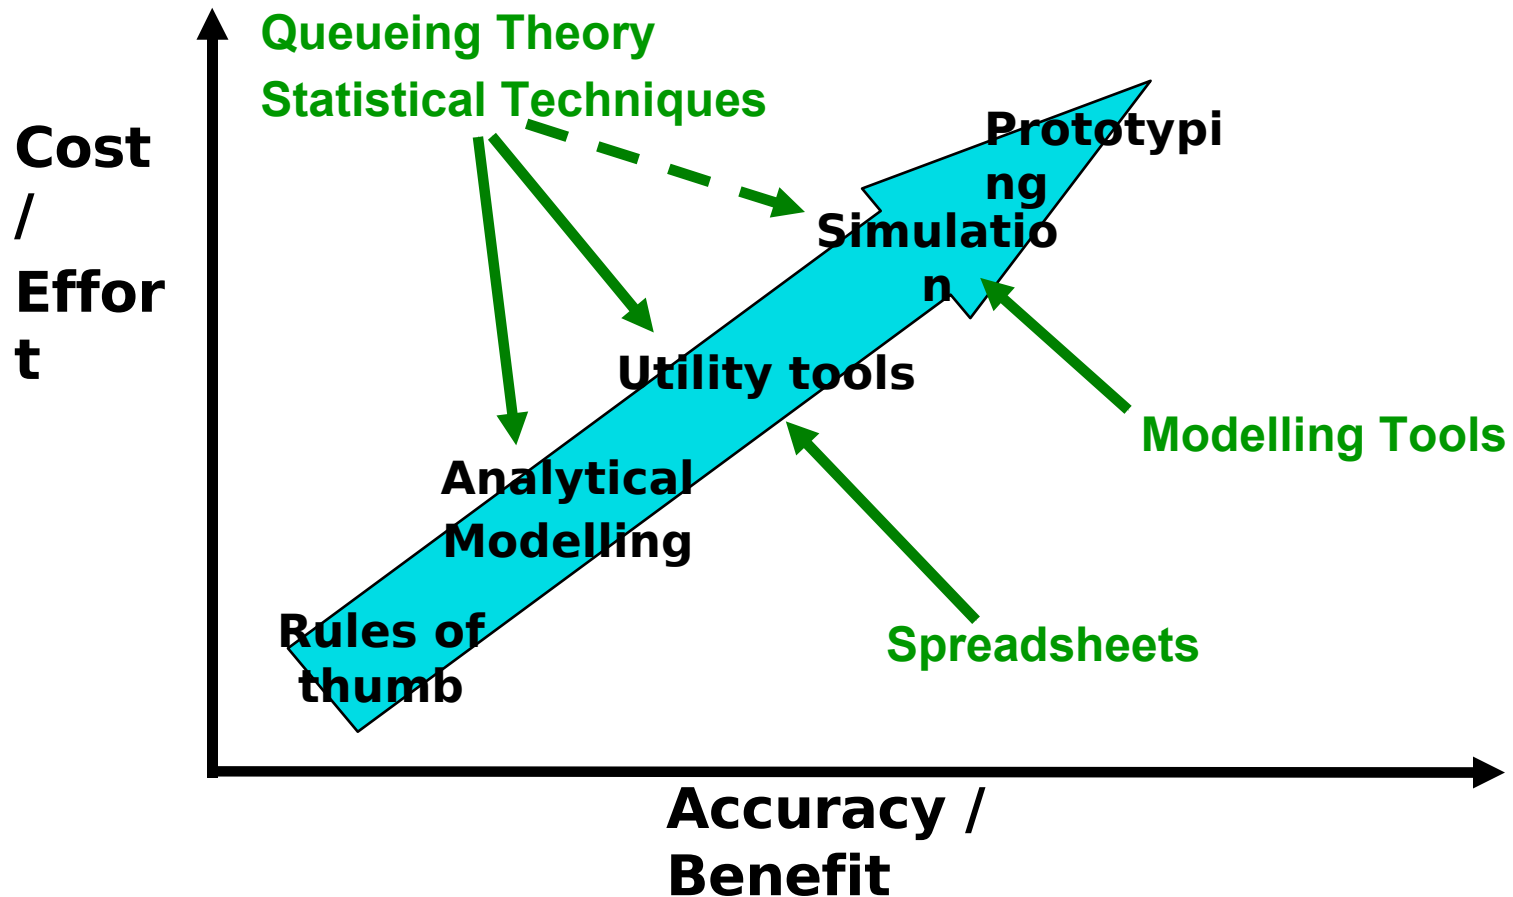 Queueing Theory
Statistical Techniques
Cost
/
Effor
t
Prototypi
ng
Simulatio
n
Utility tools
Modelling Tools
Analytical
Modelling
Rules of
thumb
Spreadsheets
Accuracy /
Benefit